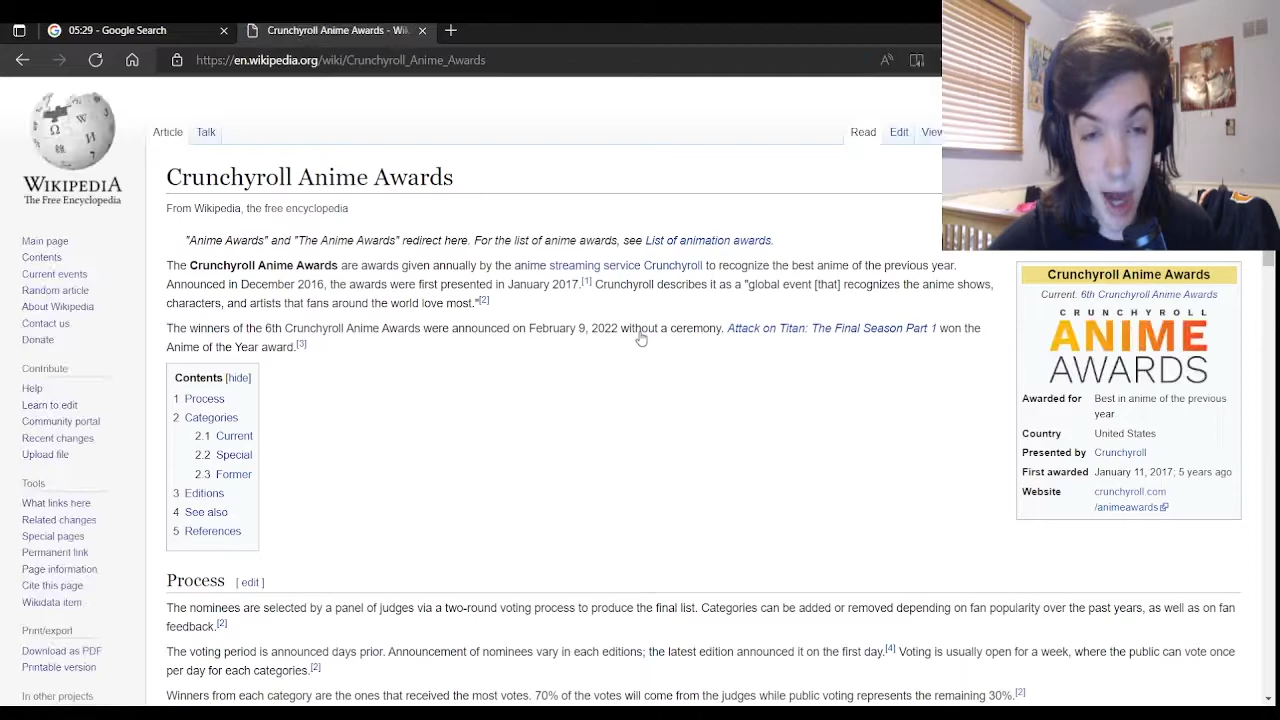 05:29 - Google Search
Crunchyroll Anime Awards - Wi
https://en.wikipedia.org/wiki/Crunchyroll_Anime_Awards
WIKIPEDIA
The Free Encyclopedia
Main page
Contents
Current events
Random article
About Wikipedia
Contact us
Donate
Contribute
Help
Learn to edit
Community portal
Recent changes
Upload file
Tools
What links here
Related changes
Special pages
Permanent link
Page information
Cite this page
Wikidata item
Print/export
Download as PDF
Printable version
In other projects
Article Talk
Read Edit View
Crunchyroll Anime Awards
From Wikipedia, the free encyclopedia
"Anime Awards" and "The Anime Awards" redirect here. For the list of anime awards, see List of animation awards.
The Crunchyroll Anime Awards are awards given annually by the anime streaming service Crunchyroll to recognize the best anime of the previous year.
Announced in December 2016, the awards were first presented in January 2017.[1] Crunchyroll describes it as a "global event [that] recognizes the anime shows,
characters, and artists that fans around the world love most."[2]
The winners of the 6th Crunchyroll Anime Awards were announced on February 9, 2022 without a ceremony. Attack on Titan: The Final Season Part 1 won the
Anime of the Year award.[3]
Contents [hide]
1 Process
2 Categories
2.1 Current
2.2 Special
2.3 Former
3 Editions
4 See also
5 References
Crunchyroll Anime Awards
Current: 6th Crunchyroll Anime Awards
CRUNCHYROLL
ANIME
AWARDS
Awarded for Best in anime of the previous
year
Country United States
Presented by Crunchyroll
First awarded January 11, 2017; 5 years ago
Website crunchyroll.com
/animeawards
Process [ edit ]
The nominees are selected by a panel of judges via a two-round voting process to produce the final list. Categories can be added or removed depending on fan popularity over the past years, as well as on fan
feedback.[2]
The voting period is announced days prior. Announcement of nominees vary in each editions; the latest edition announced it on the first day.[4] Voting is usually open for a week, where the public can vote once
per day for each categories.[2]
Winners from each category are the ones that received the most votes. 70% of the votes will come from the judges while public voting represents the remaining 30%.[2]